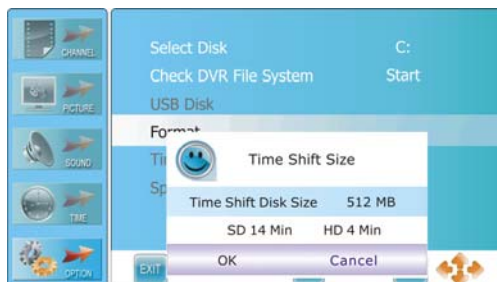 CHANNEL
PICTURE
SOUND
TIME
OPTION
Select Disk C:
Check DVR File System Start
USB Disk
Format
Time Shift Size
Time Shift Disk Size 512 MB
SD 14 Min HD 4 Min
OK Cancel
EXIT